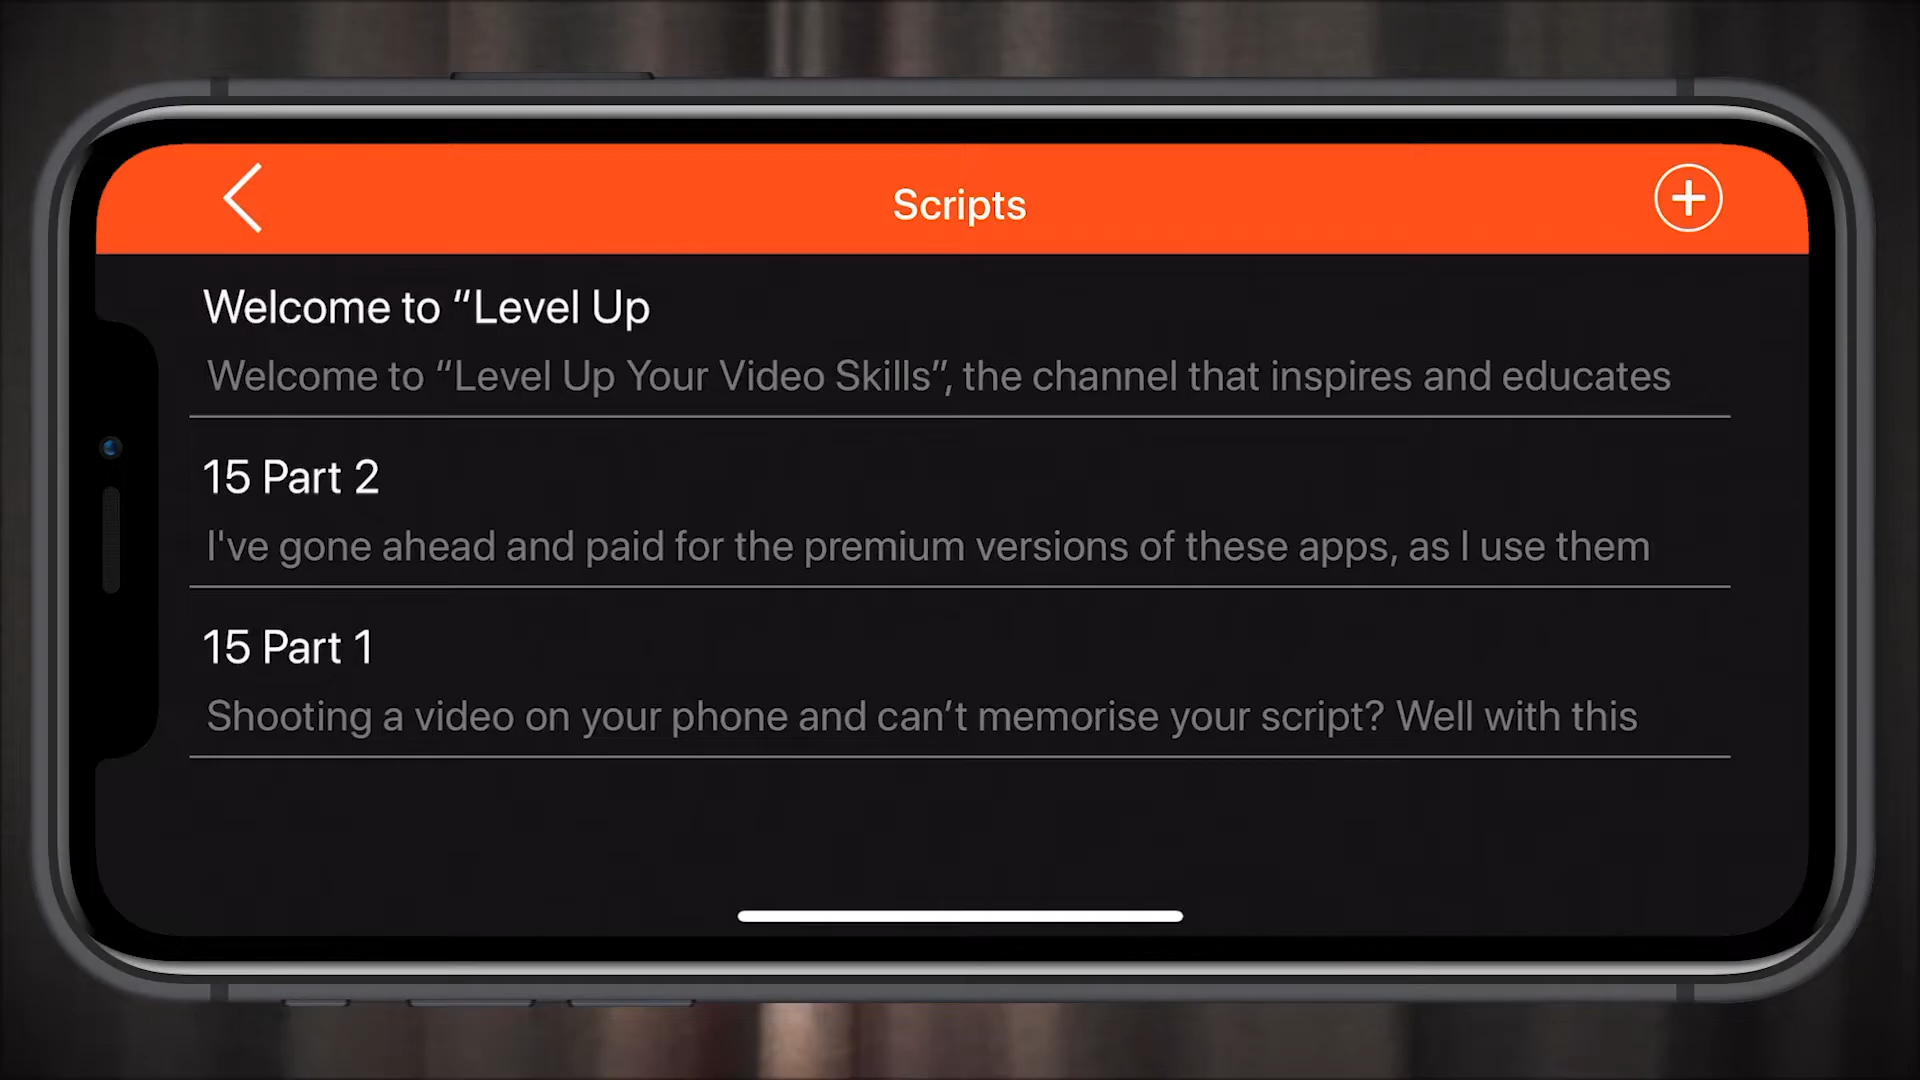 Scripts
Welcome to “Level Up
Welcome to “Level Up Your Video Skills”, the channel that inspires and educates
15 Part 2
I've gone ahead and paid for the premium versions of these apps, as I use them
15 Part 1
Shooting a video on your phone and can’t memorise your script? Well with this